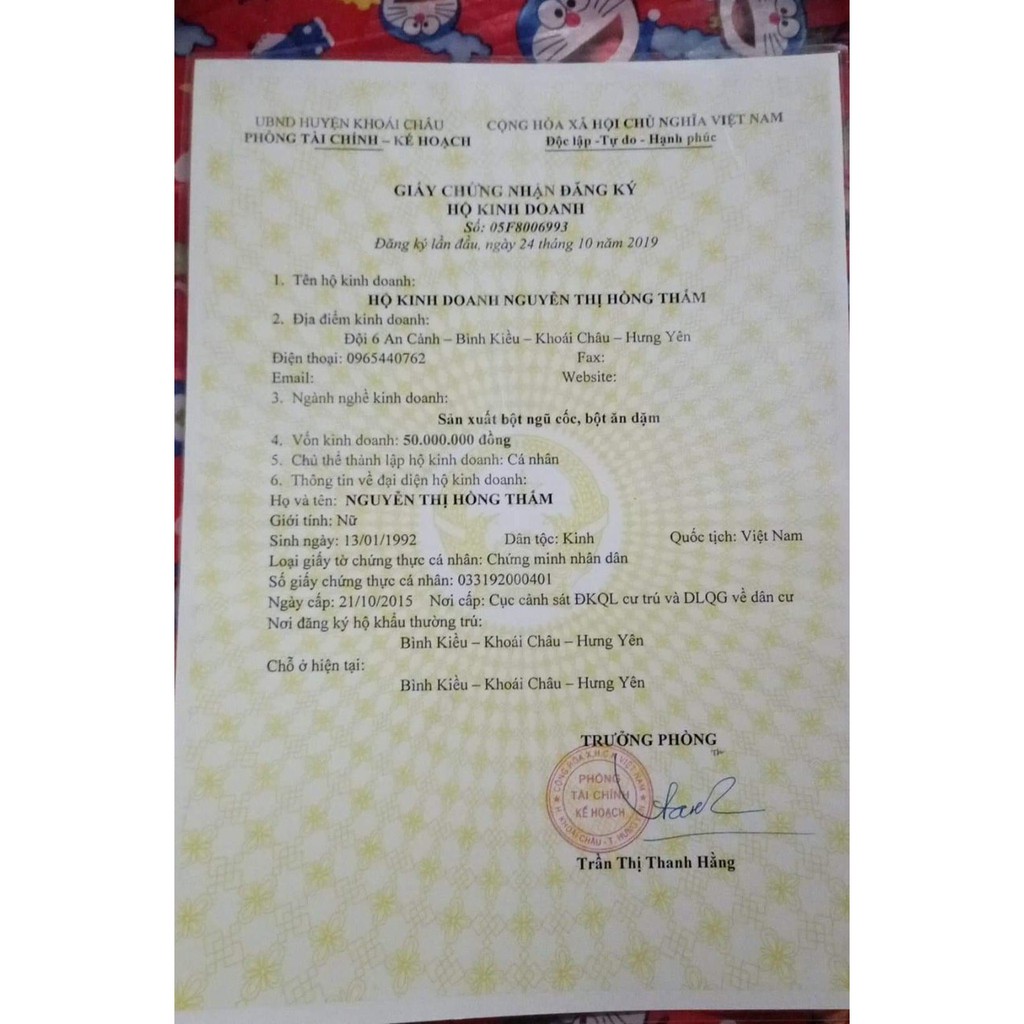 UBND HUYỆN KHOÁI CHÂU
PHÒNG TÀI CHÍNH – KẾ HOẠCH
CỘNG HÒA XÃ HỘI CHỦ NGHĨA VIỆT NAM
Độc lập -Tự do - Hạnh phúc
GIẤY CHỨNG NHẬN ĐĂNG KÝ
HỘ KINH DOANH
Số: 05F8006993
Đăng ký lần đầu, ngày 24 tháng 10 năm 2019
1. Tên hộ kinh doanh:
HỘ KINH DOANH NGUYỄN THỊ HỒNG THẮM
2. Địa điểm kinh doanh:
Đội 6 An Cảnh – Bình Kiều – Khoái Châu – Hưng Yên
Điện thoại: 0965440762 Fax:
Email: Website:
3. Ngành nghề kinh doanh:
Sản xuất bột ngũ cốc, bột ăn dặm
4. Vốn kinh doanh: 50.000.000 đồng
5. Chủ thể thành lập hộ kinh doanh: Cá nhân
6. Thông tin về đại diện hộ kinh doanh:
Họ và tên: NGUYỄN THỊ HỒNG THẮM
Giới tính: Nữ
Sinh ngày: 13/01/1992 Dân tộc: Kinh Quốc tịch: Việt Nam
Loại giấy tờ chứng thực cá nhân: Chứng minh nhân dân
Số giấy chứng thực cá nhân: 033192000401
Ngày cấp: 21/10/2015 Nơi cấp: Cục cảnh sát ĐKQL cư trú và DLQG về dân cư
Nơi đăng ký hộ khẩu thường trú:
Bình Kiều – Khoái Châu – Hưng Yên
Chỗ ở hiện tại:
Bình Kiều – Khoái Châu – Hưng Yên
TRƯỞNG PHÒNG
CỘNG HÒA X.H.C.N VIỆT NAM
PHÒNG
TÀI CHÍNH
KẾ HOẠCH
H. KHOÁI CHÂU - T. HƯNG YÊN
Trần Thị Thanh Hằng